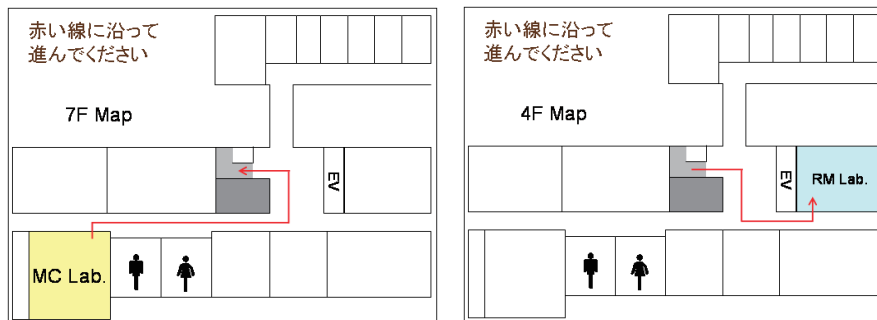 赤い線に沿って
進んでください
7F Map
EV
MC Lab.
赤い線に沿って
進んでください
4F Map
EV
RM Lab.